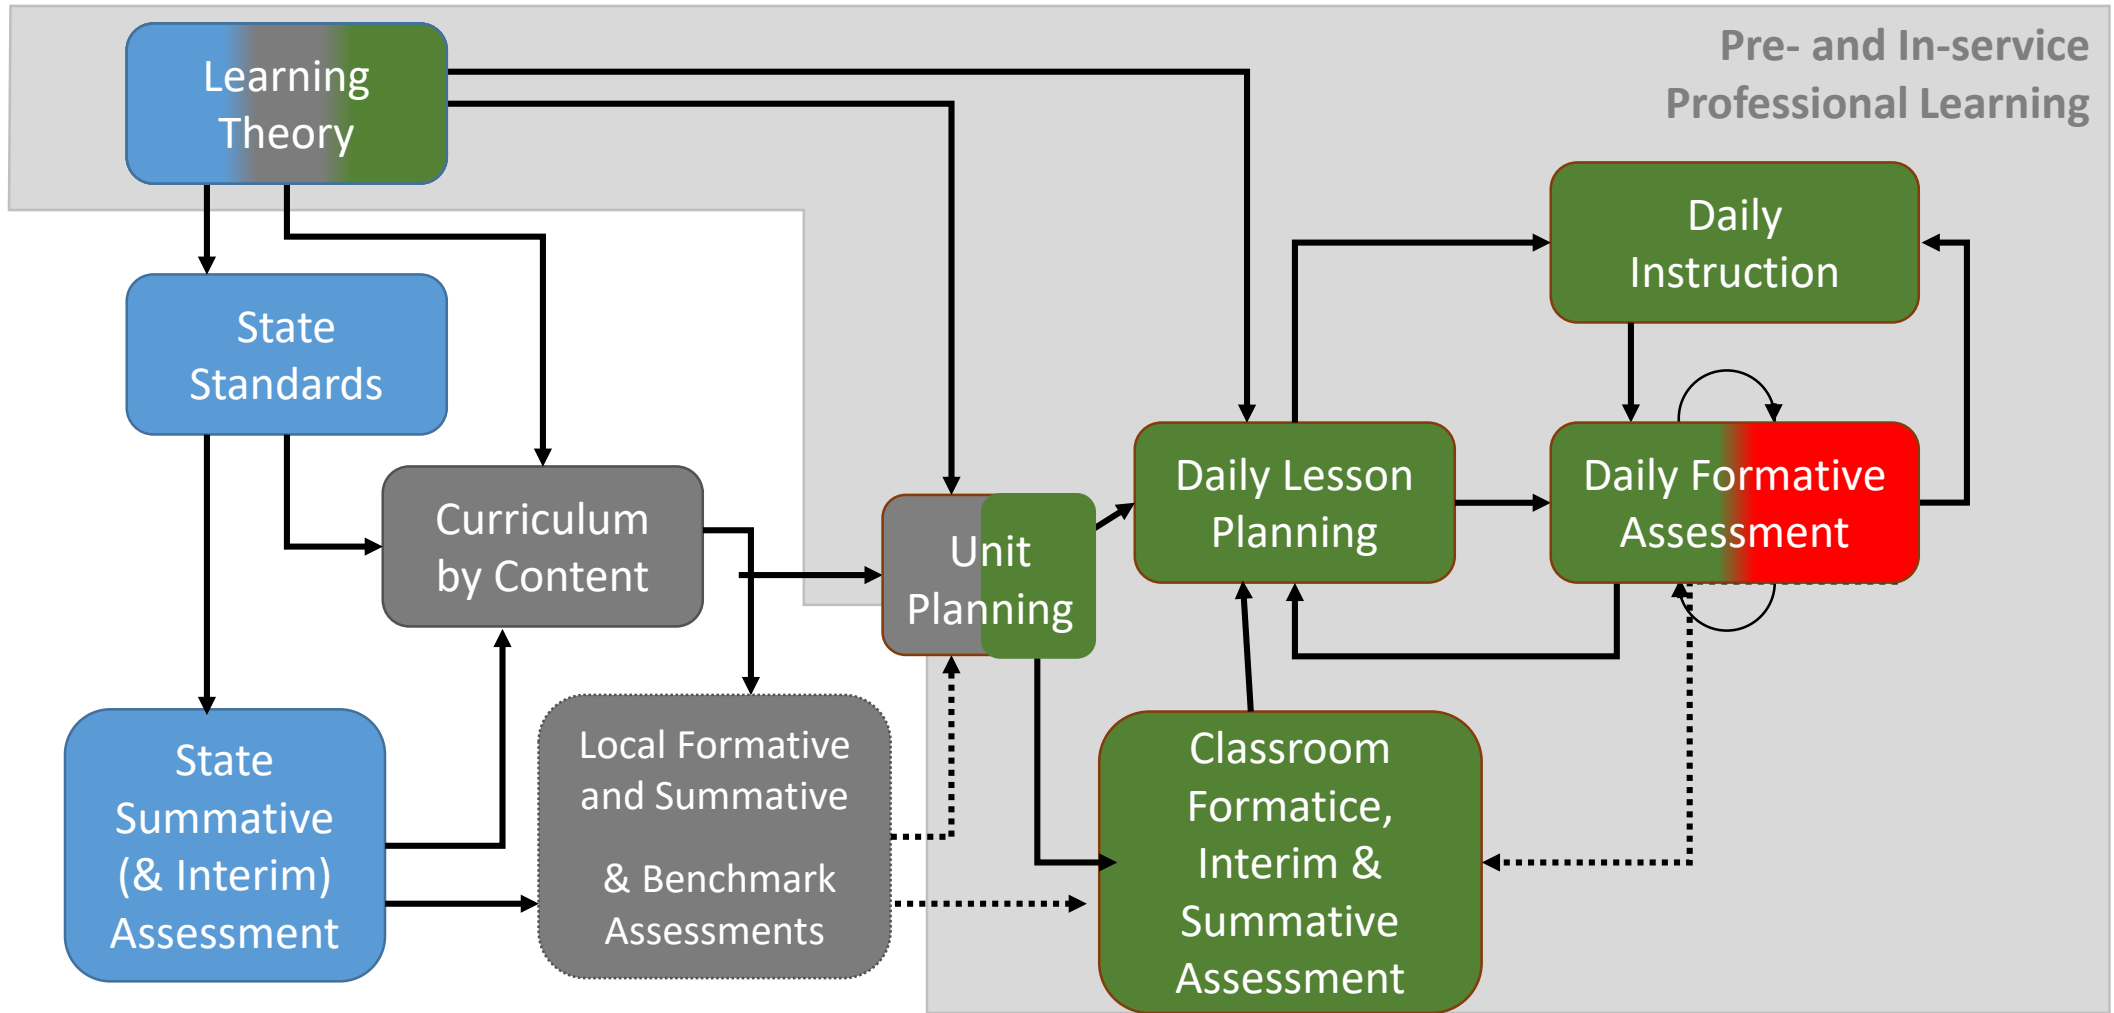 Pre- and In-service
Professional Learning
Learning
Theory
State
Standards
Curriculum
by Content
State
Summative
(& Interim)
Assessment
Local Formative
and Summative
& Benchmark
Assessments
Unit
Planning
Daily Lesson
Planning
Daily
Instruction
Daily Formative
Assessment
Classroom
Formatice,
Interim &
Summative
Assessment